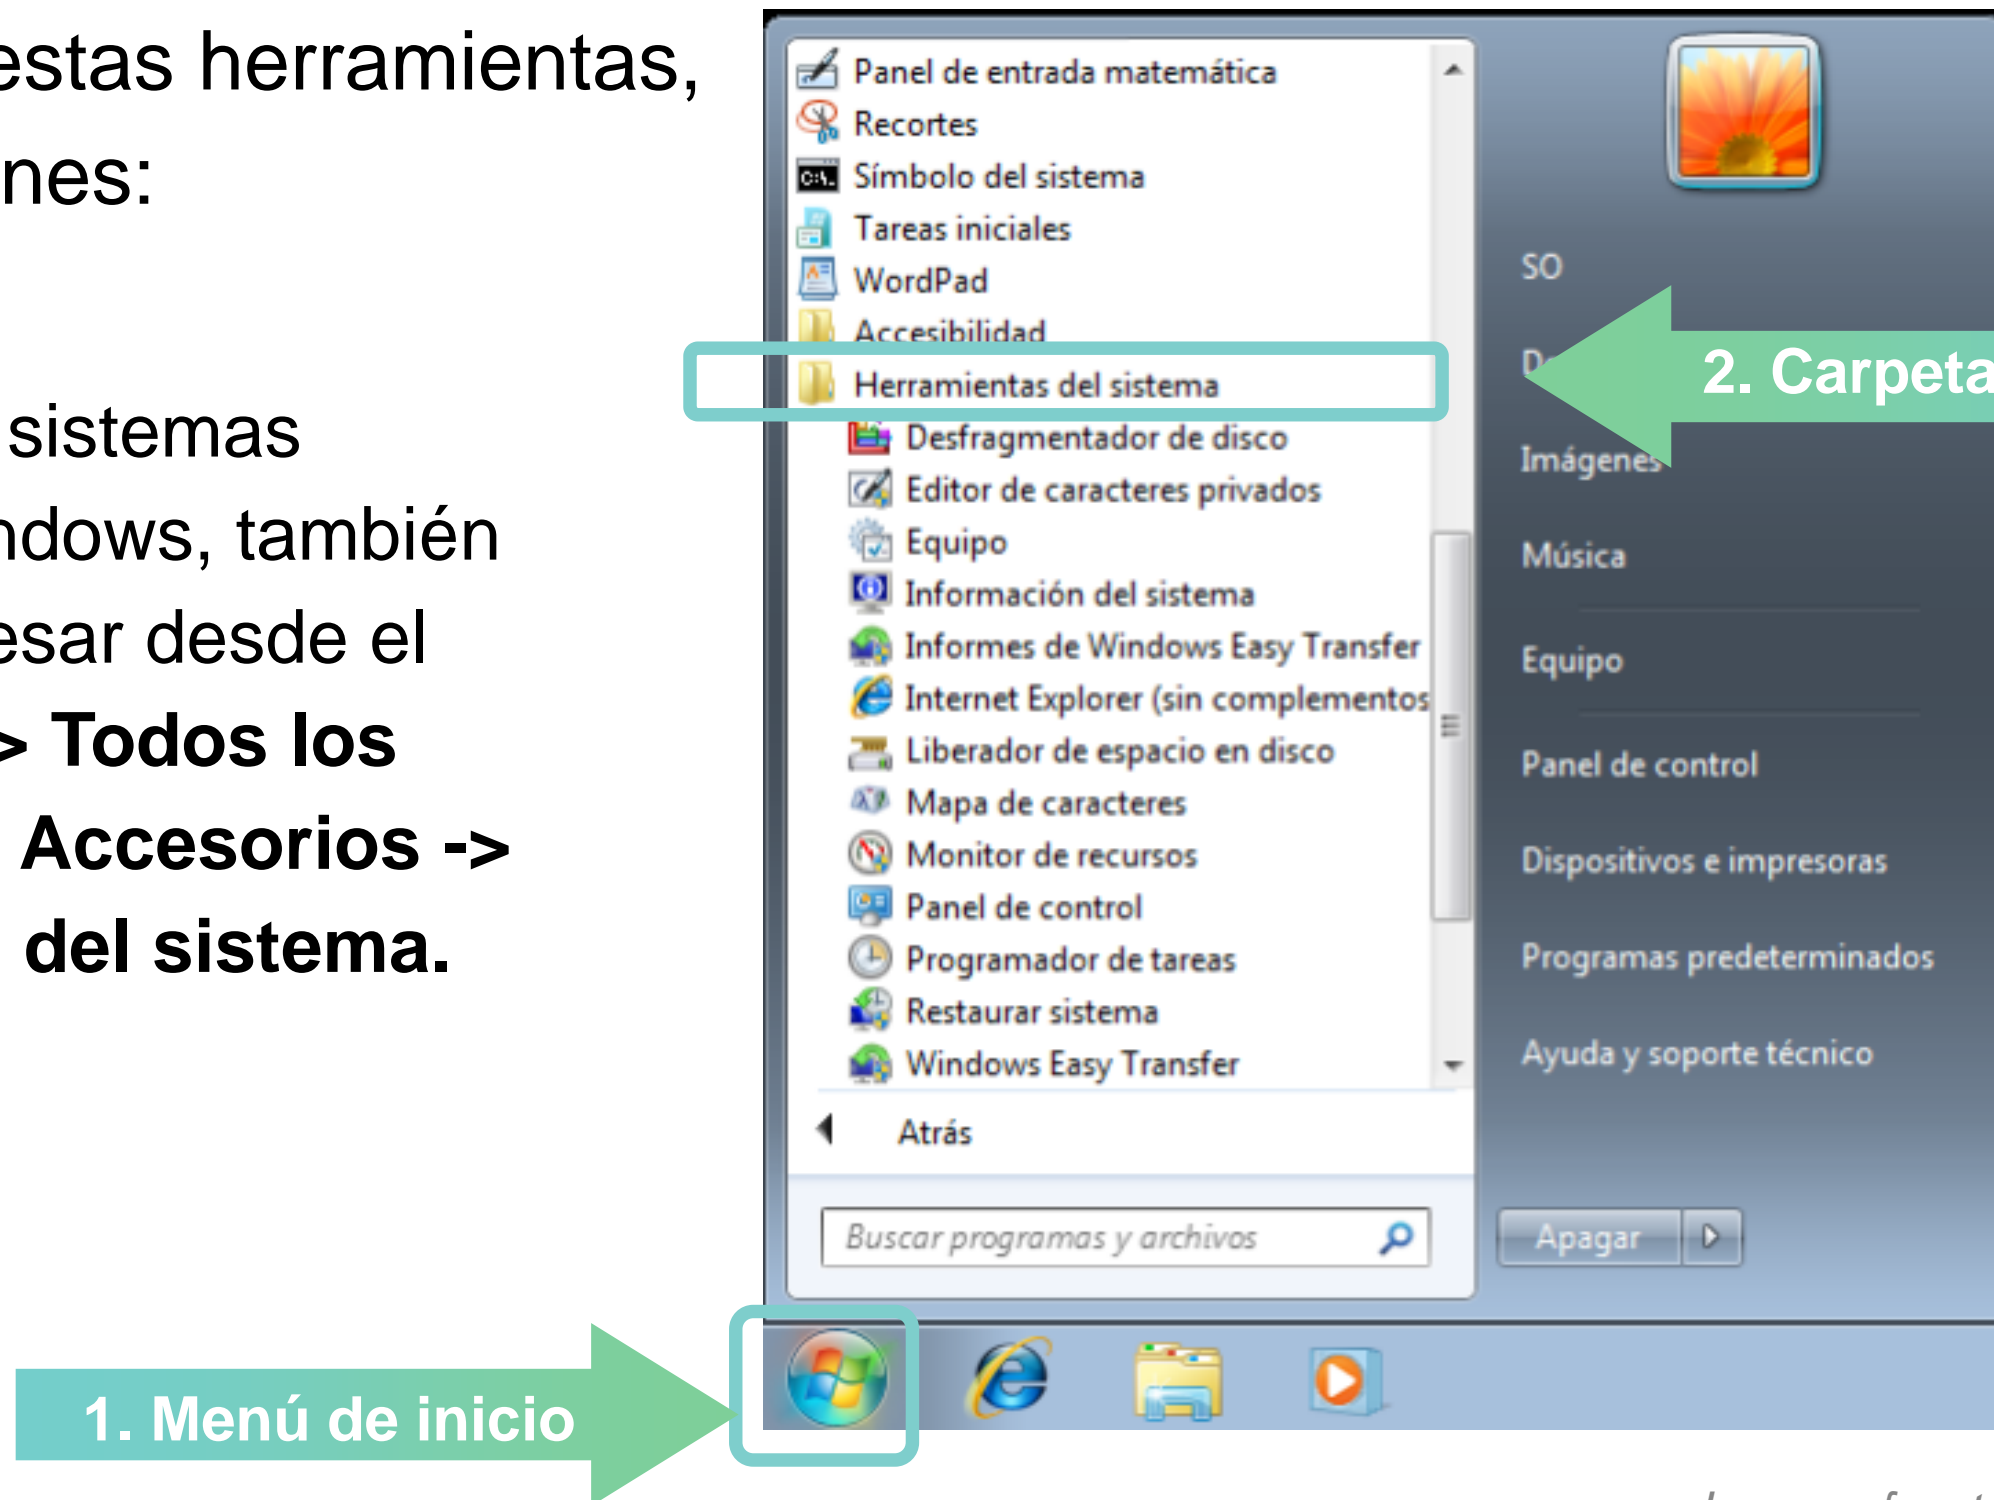 estas herramientas,
nes:
sistemas
ndows, también
esar desde el
> Todos los
Accesorios ->
del sistema.
1. Menú de inicio
Panel de entrada matemática
Recortes
Símbolo del sistema
Tareas iniciales
WordPad
Accesibilidad
Herramientas del sistema
Desfragmentador de disco
Editor de caracteres privados
Equipo
Información del sistema
Informes de Windows Easy Transfer
Internet Explorer (sin complementos
Liberador de espacio en disco
Mapa de caracteres
Monitor de recursos
Panel de control
Programador de tareas
Restaurar sistema
Windows Easy Transfer
Atrás
Buscar programas y archivos
SO
2. Carpeta
Imágenes
Música
Equipo
Panel de control
Dispositivos e impresoras
Programas predeterminados
Ayuda y soporte técnico
Apagar